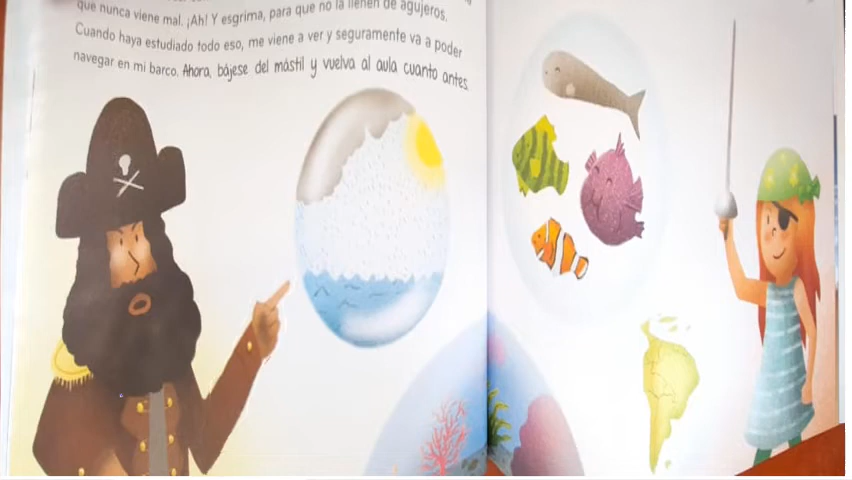 que nunca viene mal. ¡Ah! Y esgrima, para que no la llenen de agujeros.
Cuando haya estudiado todo eso, me viene a ver y seguramente va a poder
navegar en mi barco. Ahora, bájese del mástil y vuelva al aula cuanto antes.